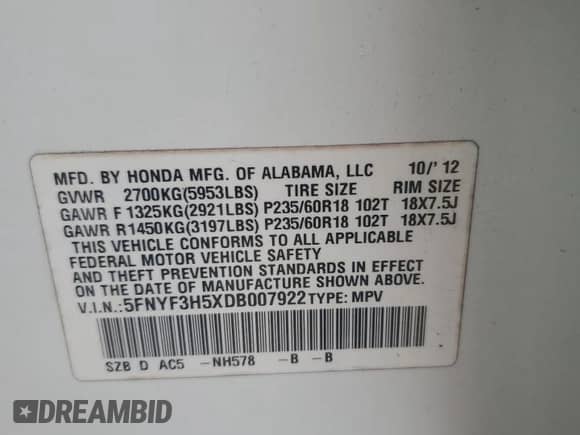 MFD. BY HONDA MFG. OF ALABAMA, LLC 10/'12
GVWR 2700KG(5953LBS) TIRE SIZE RIM SIZE
GAWR F 1325KG(2921LBS) P235/60R18 102T 18X7.5J
GAWR R1450KG(3197LBS) P235/60R18 102T 18X7.5J
THIS VEHICLE CONFORMS TO ALL APPLICABLE
FEDERAL MOTOR VEHICLE SAFETY
AND THEFT PREVENTION STANDARDS IN EFFECT
ON THE DATE OF MANUFACTURE SHOWN ABOVE.
V.I.N.:5FNYF3H5XDB007922 TYPE: MPV
SZB D AC5 -NH578 -B -B
DREAMBID